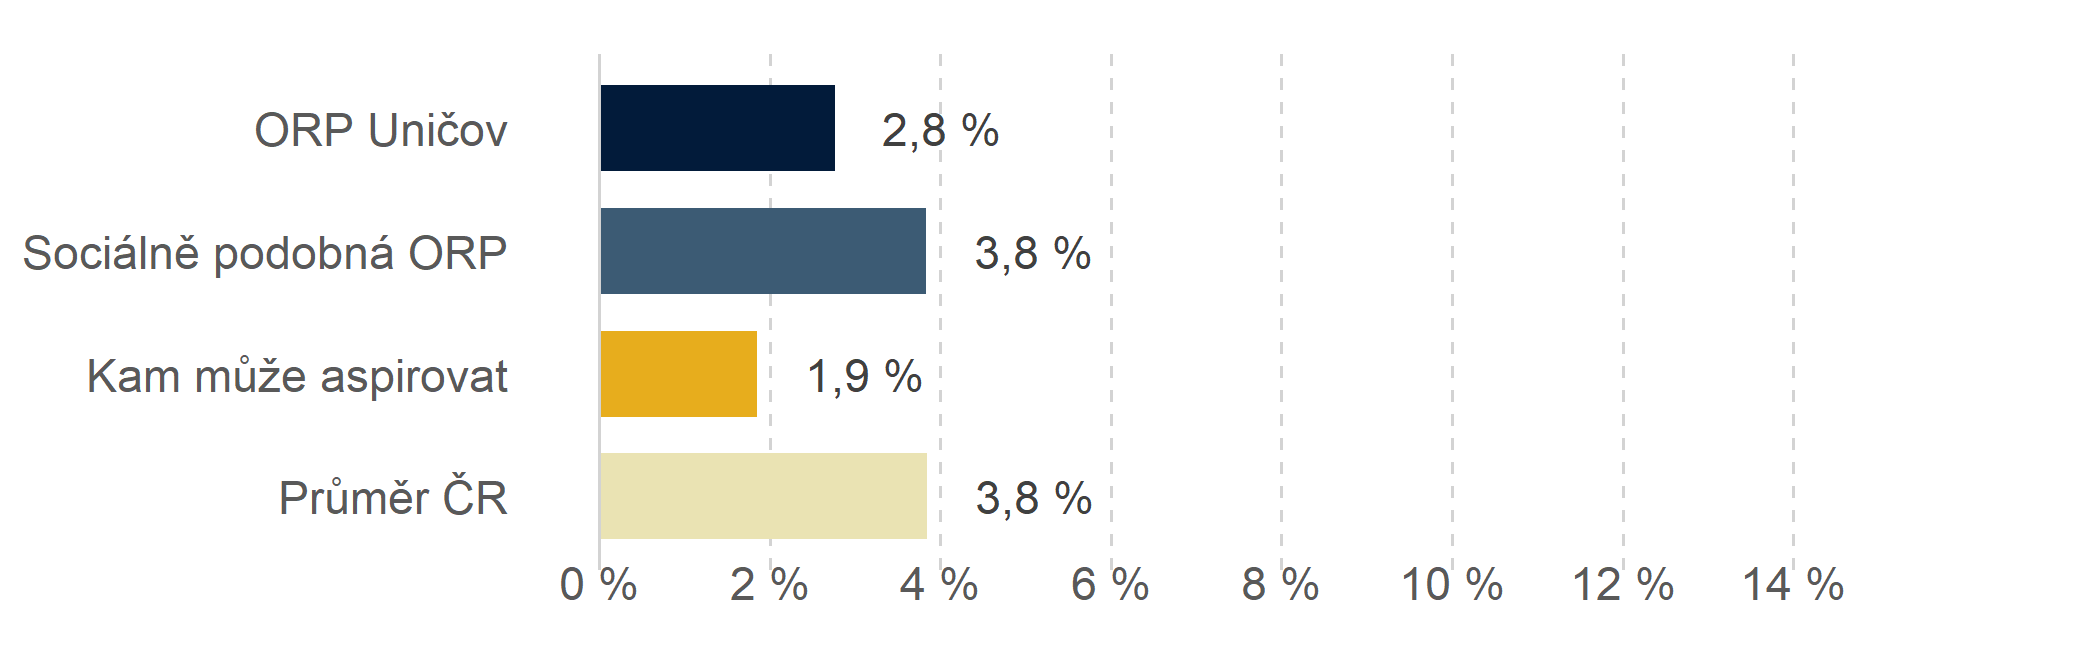 ORP Uničov
2,8 %
Sociálně podobná ORP
3,8 %
Kam může aspirovat
1,9 %
Průměr ČR
3,8 %
0 % 2 % 4 % 6 % 8 % 10 % 12 % 14 %